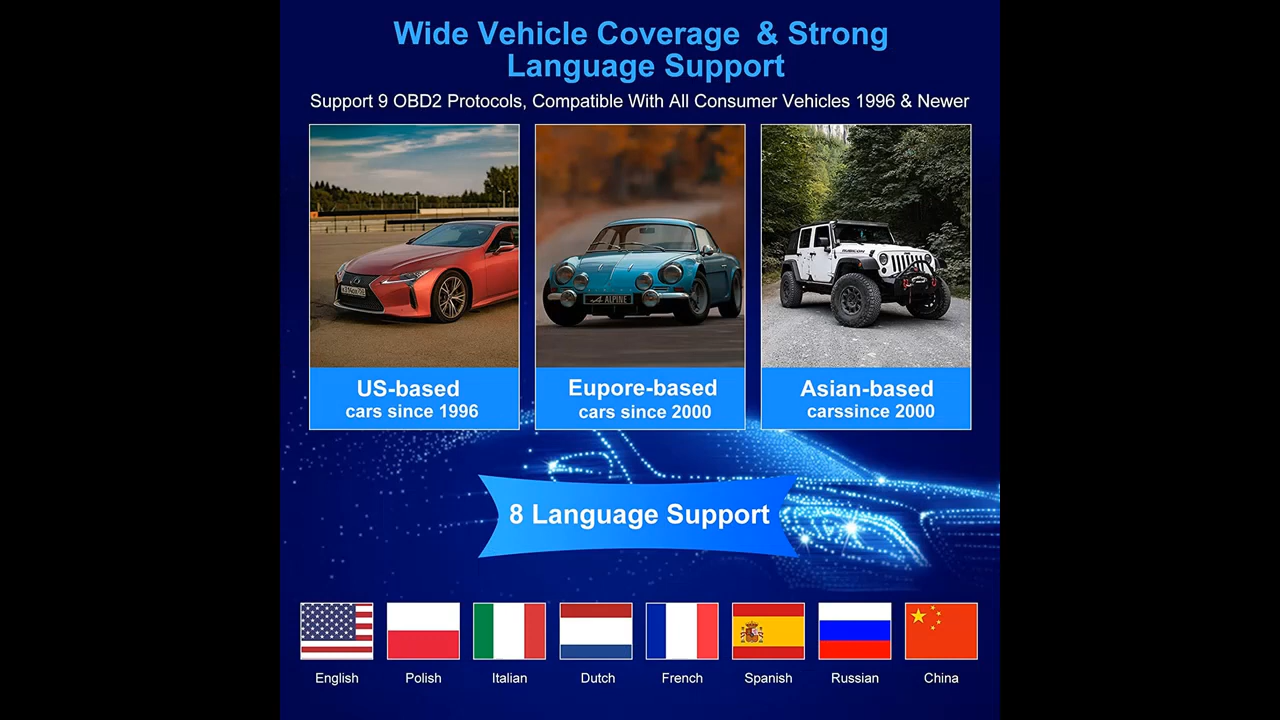 Wide Vehicle Coverage & Strong
Language Support
Support 9 OBD2 Protocols, Compatible With All Consumer Vehicles 1996 & Newer
ALPINE
RUBICON
US-based
cars since 1996
Eupore-based
cars since 2000
Asian-based
carssince 2000
8 Language Support
English
Polish
Italian
Dutch
French
Spanish
Russian
China